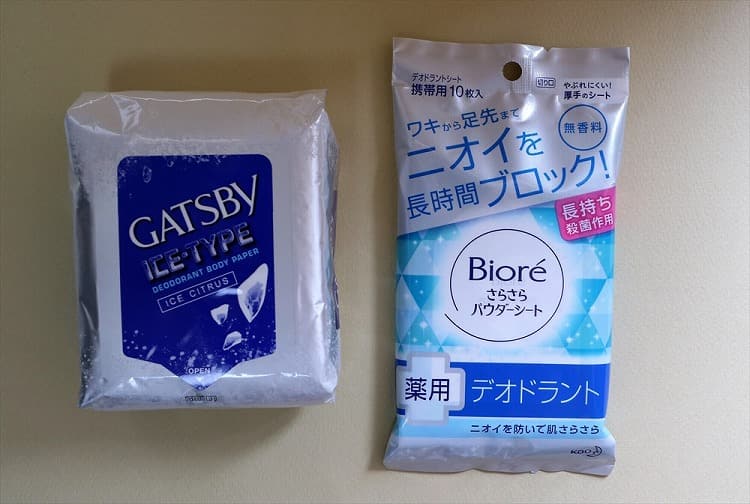 GATSBY
ICE-TYPE
DEODORANT BODY PAPER
ICE CITRUS
OPEN
デオドラントシート
携帯用10枚入
切り口
やぶれにくい!
厚手のシート
ワキから足先まで
ニオイを
長時間ブロック!
無香料
長持ち
殺菌作用
Bioré
さらさら
パウダーシート
薬用 デオドラント
ニオイを防いで肌さらさら
KAO